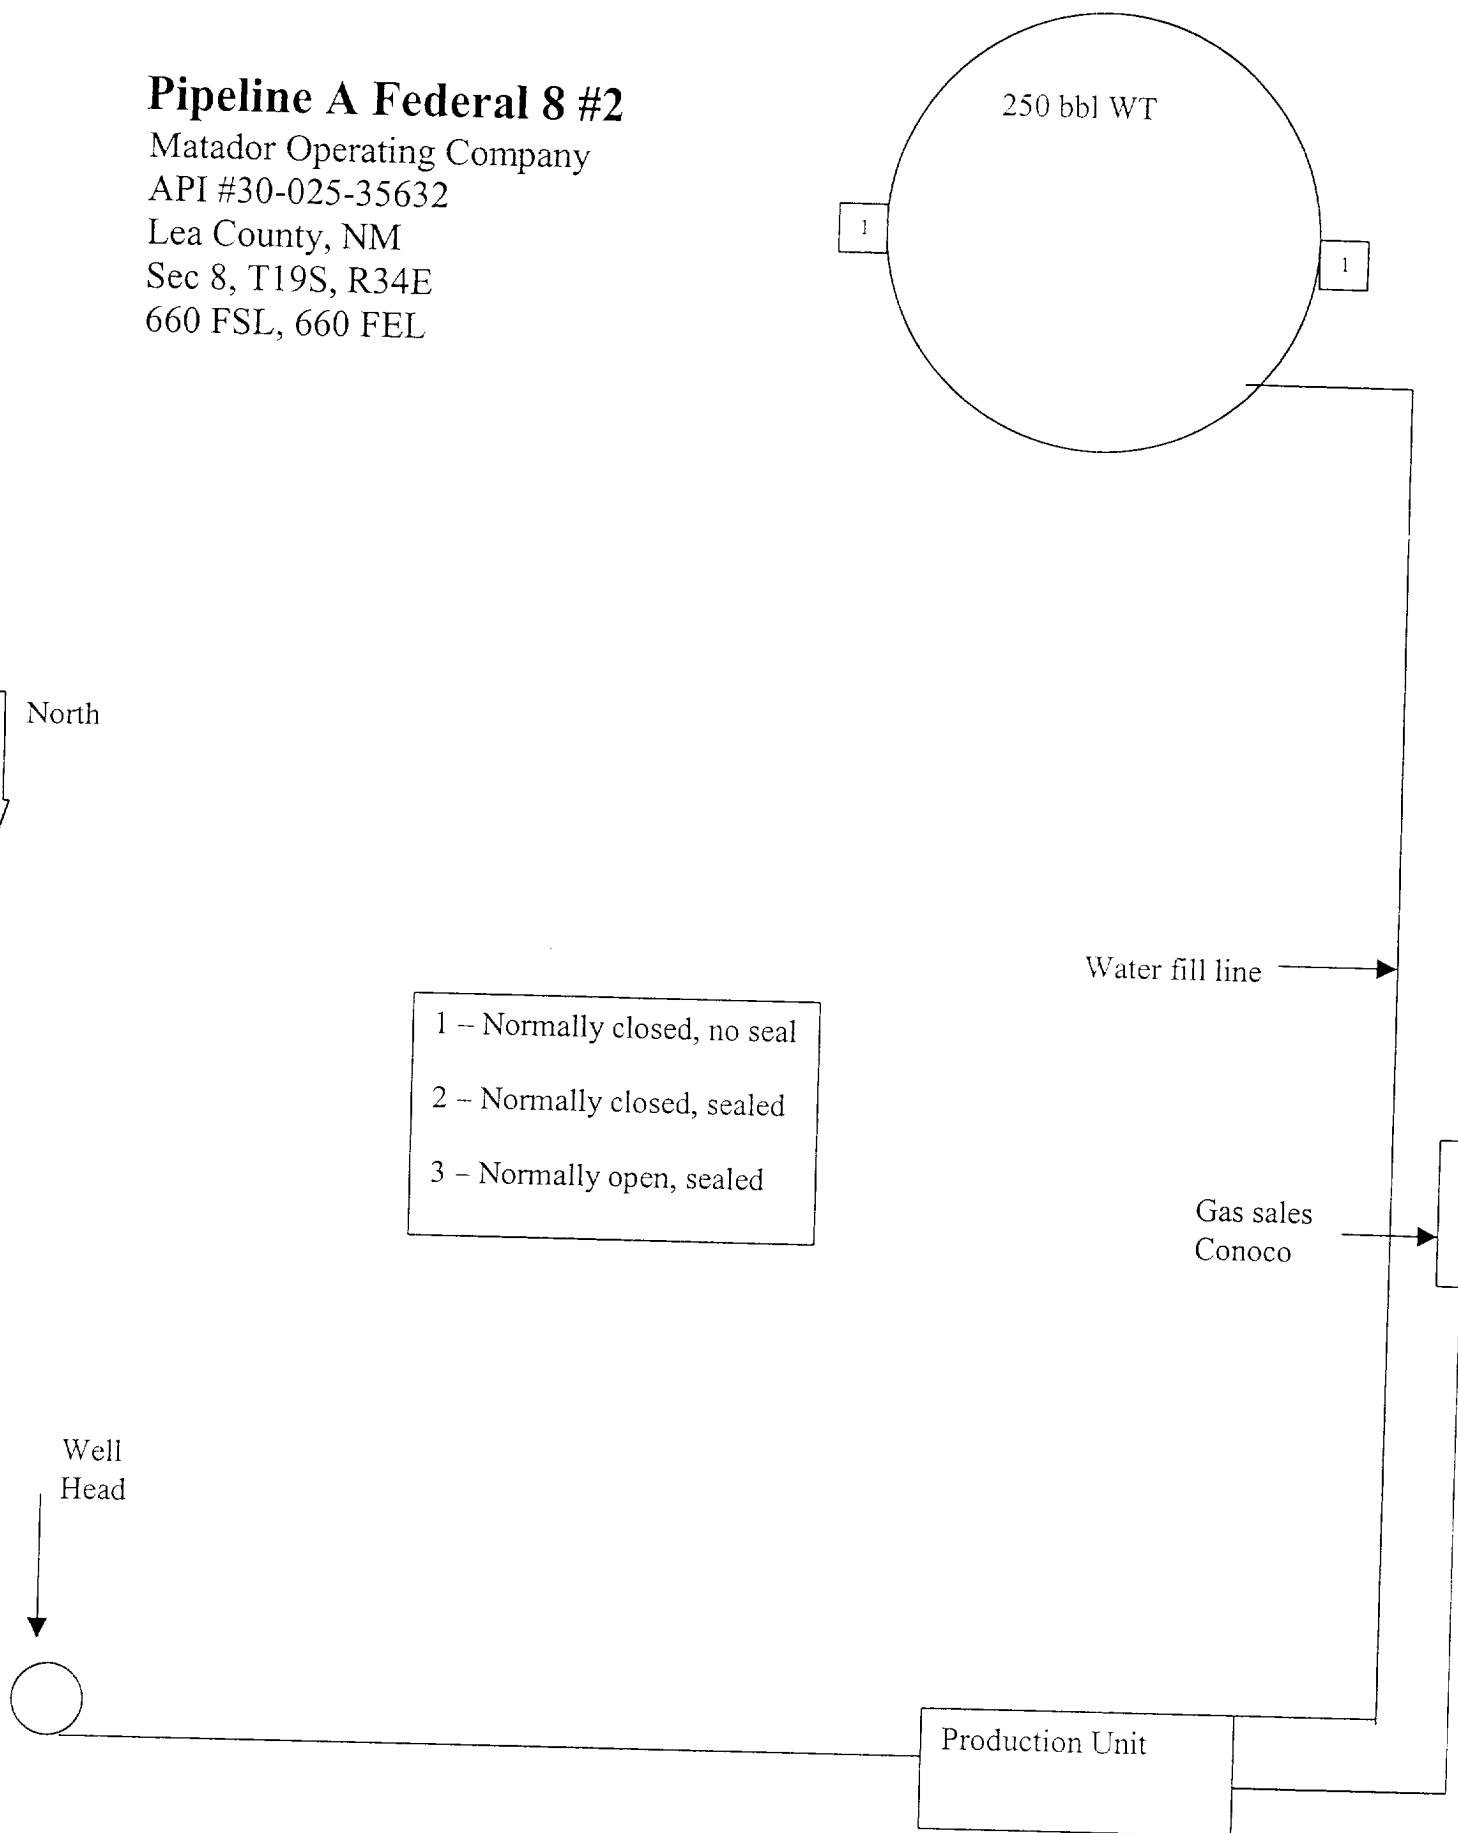 Pipeline A Federal 8 #2
Matador Operating Company
API #30-025-35632
Lea County, NM
Sec 8, T19S, R34E
660 FSL, 660 FEL
250 bbl WT
1
1
North
Water fill line
1 – Normally closed, no seal
2 – Normally closed, sealed
3 – Normally open, sealed
Gas sales
Conoco
Well
Head
Production Unit